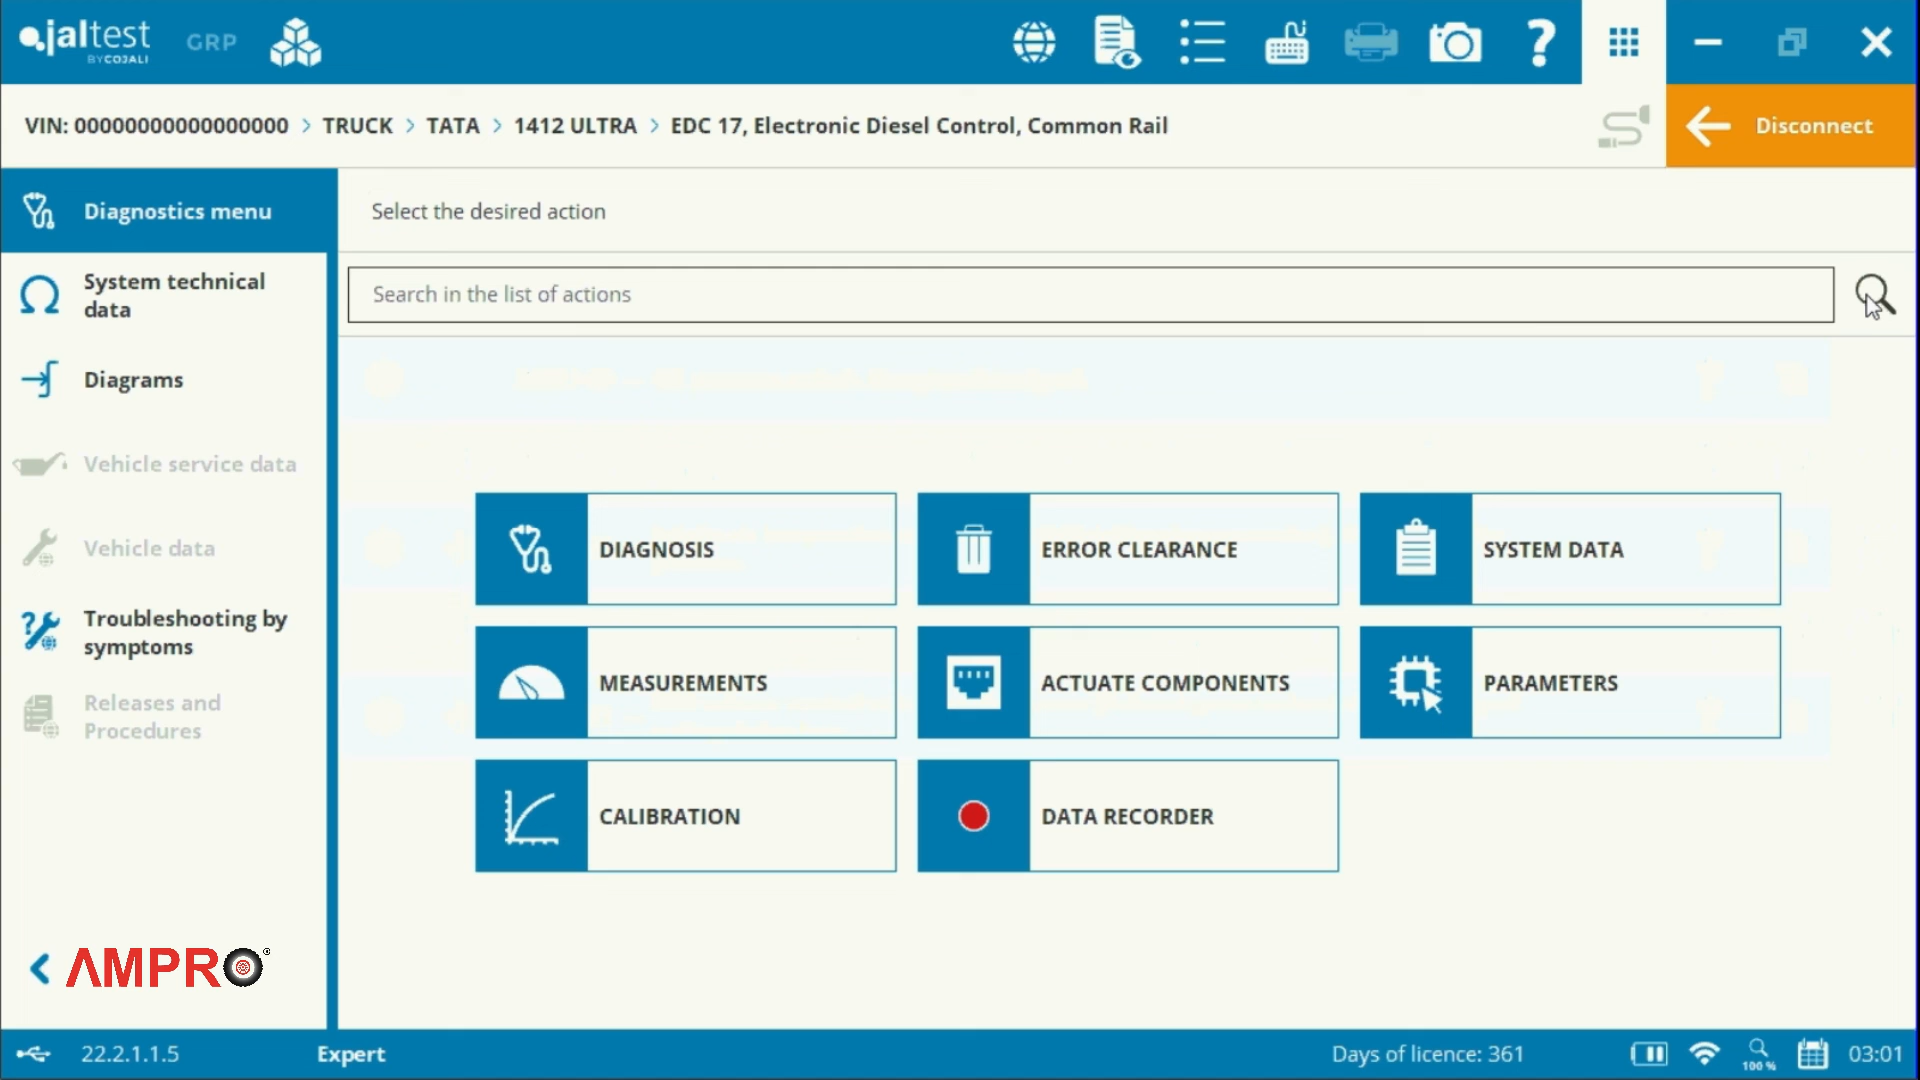 jaltest
BY COJALI
GRP
VIN: 00000000000000000 > TRUCK > TATA > 1412 ULTRA > EDC 17, Electronic Diesel Control, Common Rail
Disconnect
Diagnostics menu
System technical
data
Diagrams
Vehicle service data
Vehicle data
Troubleshooting by
symptoms
Releases and
Procedures
Select the desired action
Search in the list of actions
DIAGNOSIS
ERROR CLEARANCE
SYSTEM DATA
MEASUREMENTS
ACTUATE COMPONENTS
PARAMETERS
CALIBRATION
DATA RECORDER
AMPRO®
22.2.1.1.5
Expert
Days of licence: 361
100 %
03:01